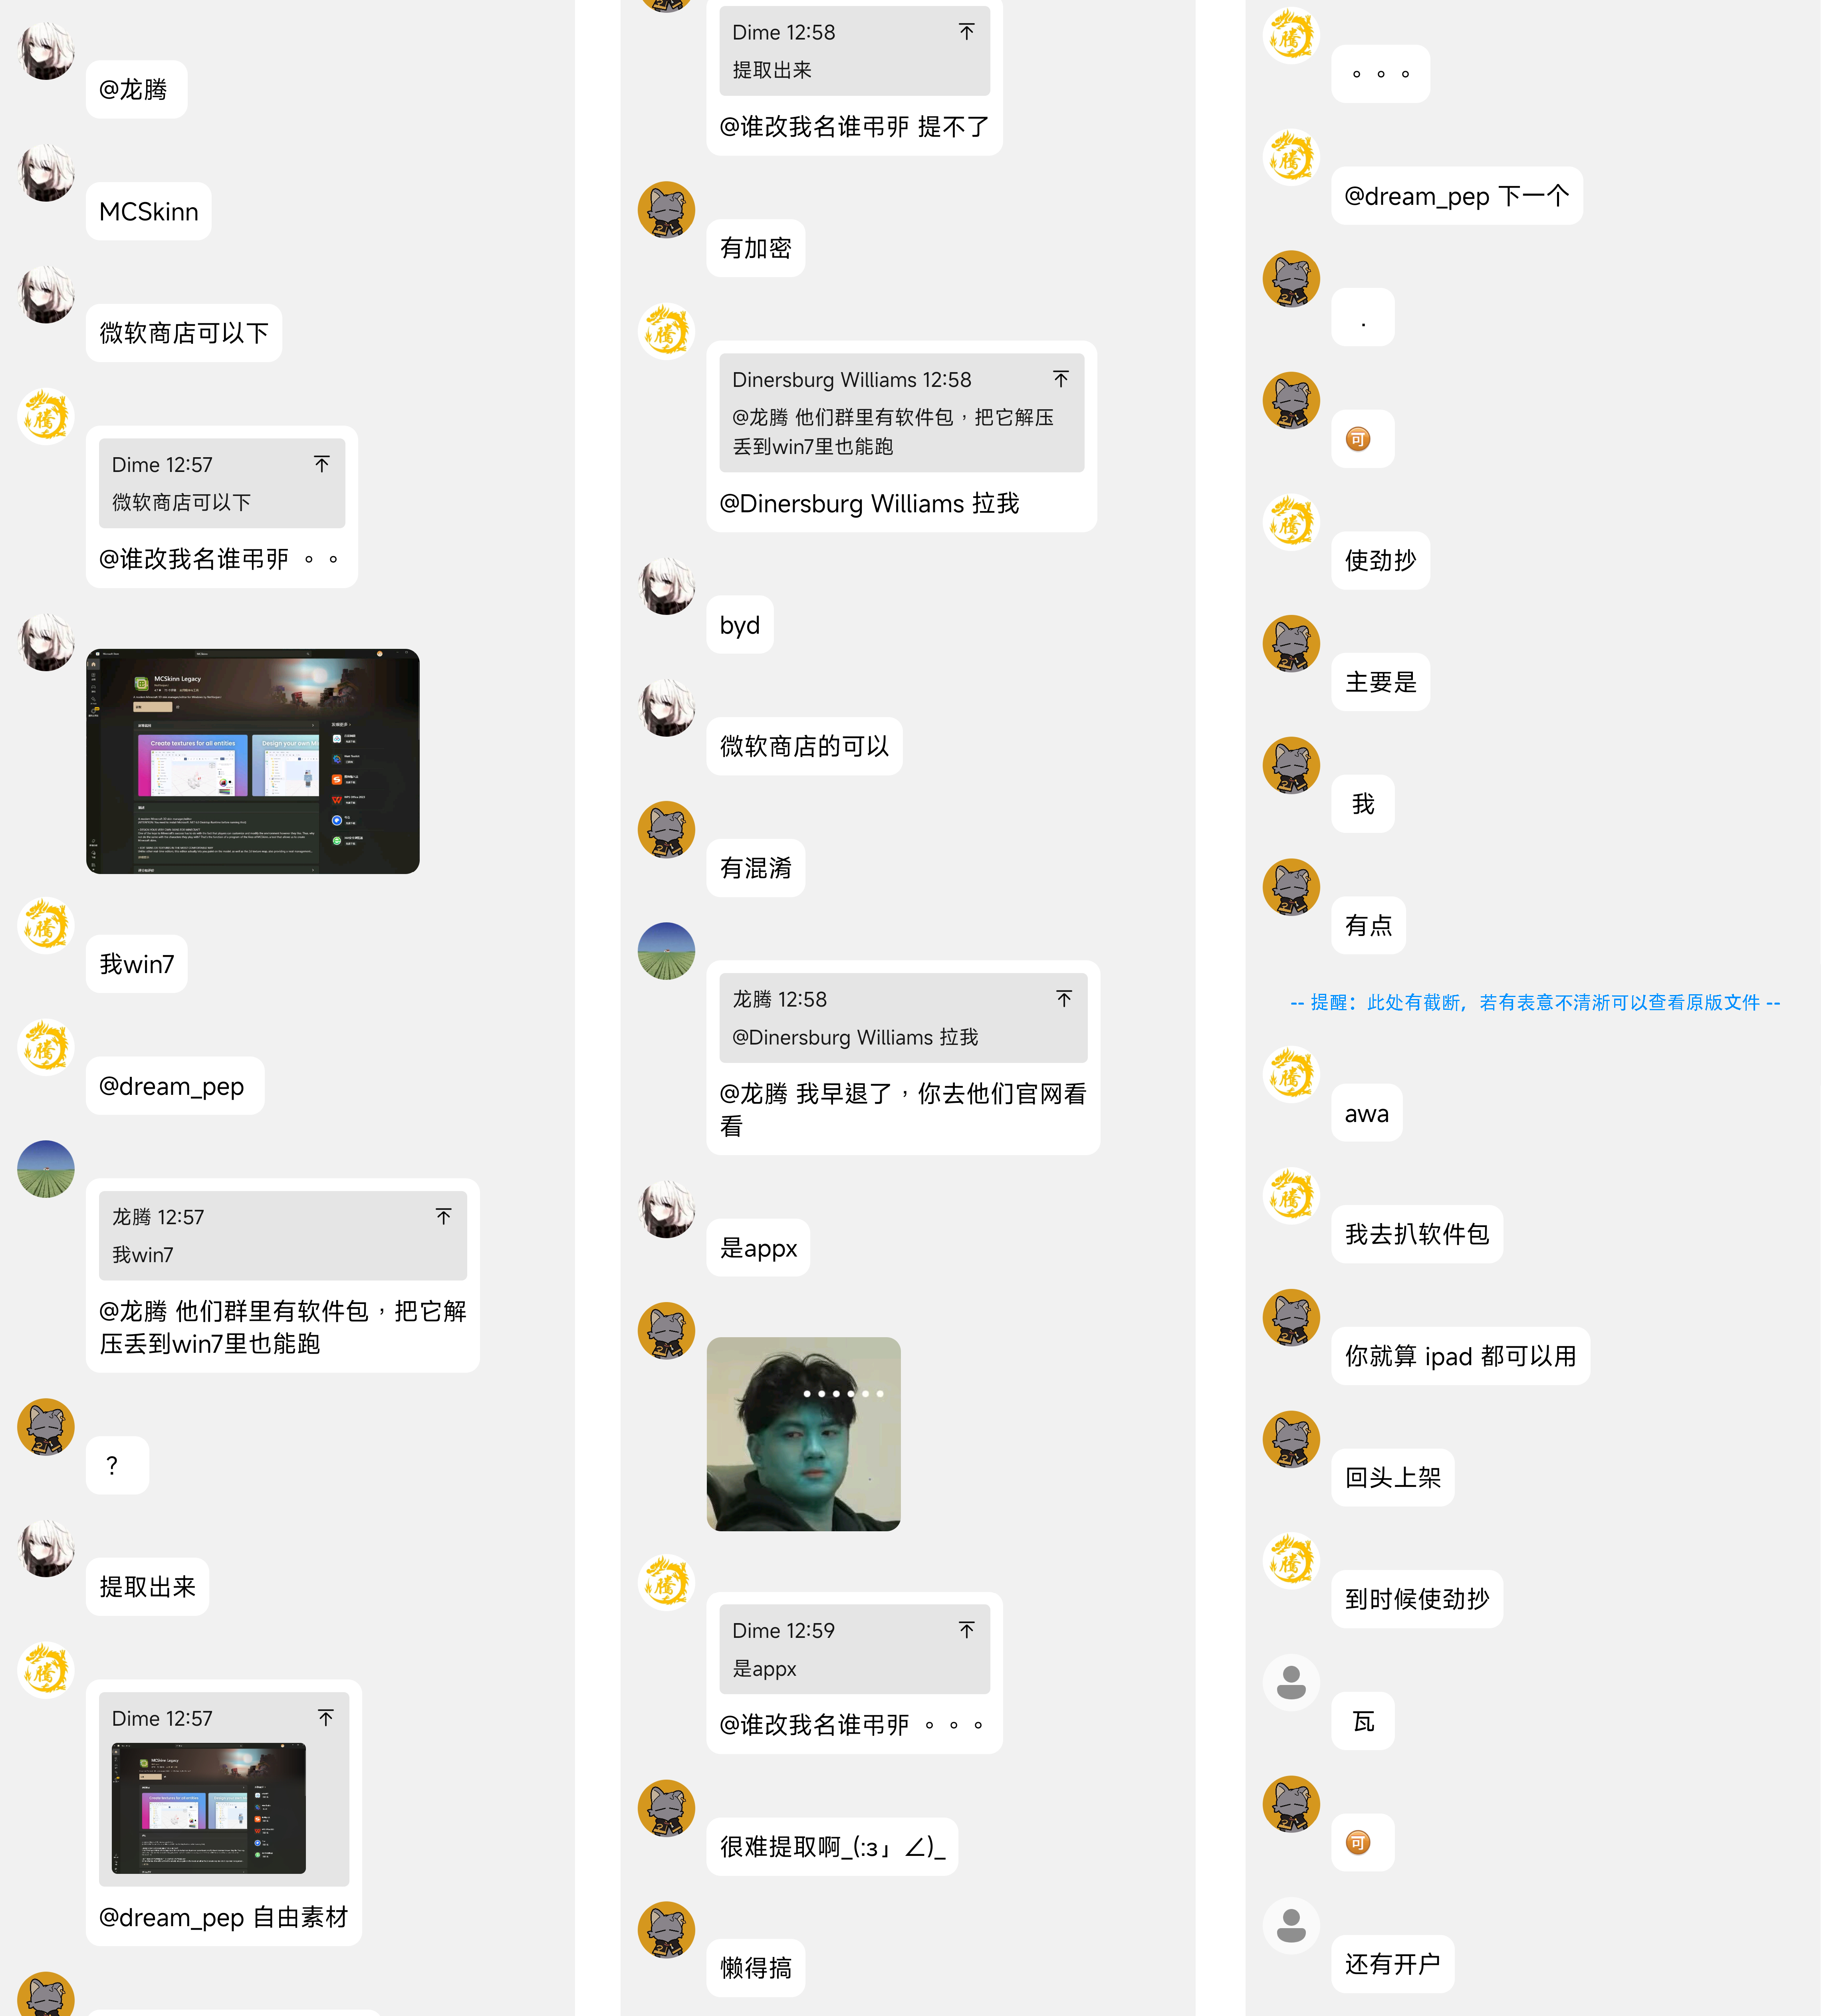 @龙腾
MCSkinn
微软商店可以下
Dime 12:57
微软商店可以下
@谁改我名谁弔丣 。。
MCSkinn Legacy
Create textures for all entities
我win7
@dream_pep
龙腾 12:57
我win7
@龙腾 他们群里有软件包，把它解
压丢到win7里也能跑
？
提取出来
Dime 12:57
MCSkinn Legacy
@dream_pep 自由素材
Dime 12:58
提取出来
@谁改我名谁弔丣 提不了
有加密
Dinersburg Williams 12:58
@龙腾 他们群里有软件包，把它解压
丢到win7里也能跑
@Dinersburg Williams 拉我
byd
微软商店的可以
有混淆
龙腾 12:58
@Dinersburg Williams 拉我
@龙腾 我早退了，你去他们官网看
看
是appx
Dime 12:59
是appx
@谁改我名谁弔丣 。。。
很难提取啊_(:з」∠)_
懒得搞
。。。
@dream_pep 下一个
.
🉑
使劲抄
主要是
我
有点
-- 提醒：此处有截断，若有表意不清淅可以查看原版文件 --
awa
我去扒软件包
你就算 ipad 都可以用
回头上架
到时候使劲抄
瓦
🉑
还有开户